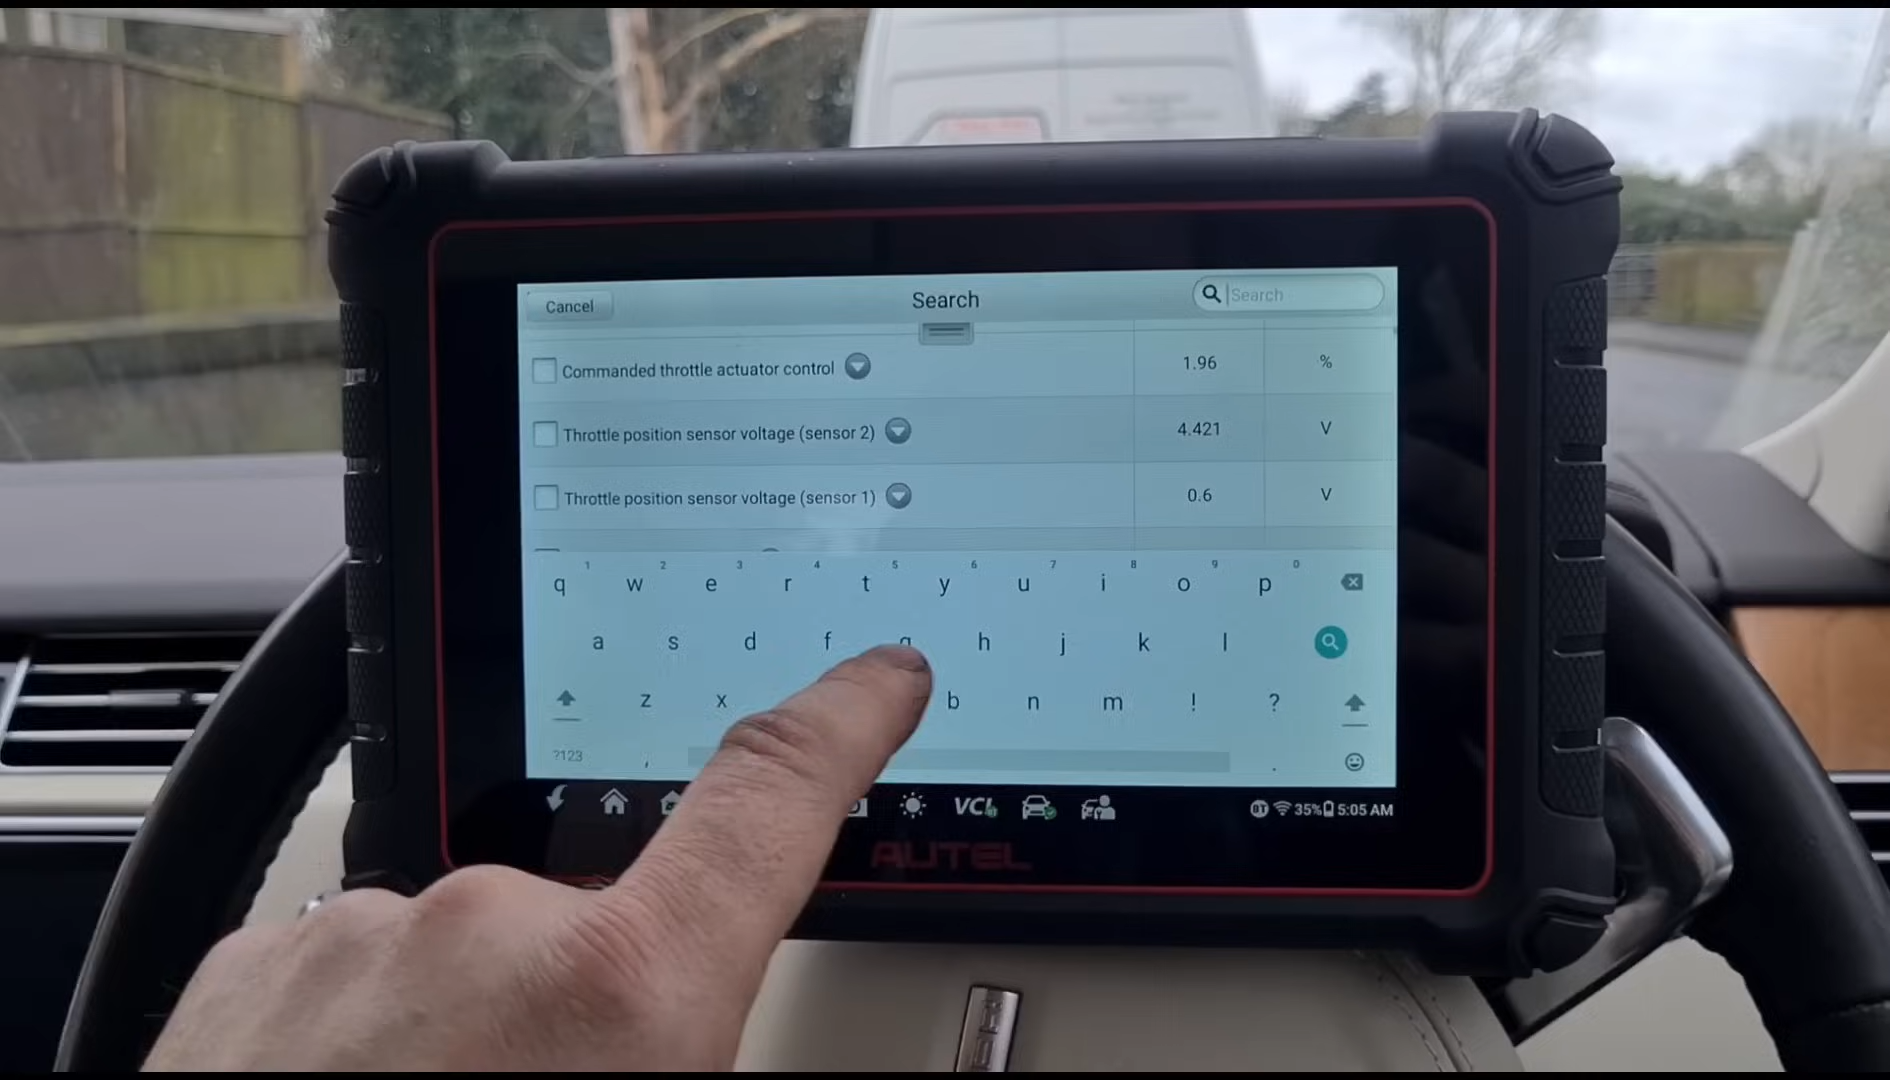 Cancel Search Search
Commanded throttle actuator control 1.96 %
Throttle position sensor voltage (sensor 2) 4.421 V
Throttle position sensor voltage (sensor 1) 0.6 V
1 2 3 4 5 6 7 8 9 0
q w e r t y u i o p
a s d f g h j k l
z x b n m ! ?
?123 , .
VCI 35% 5:05 AM
AUTEL